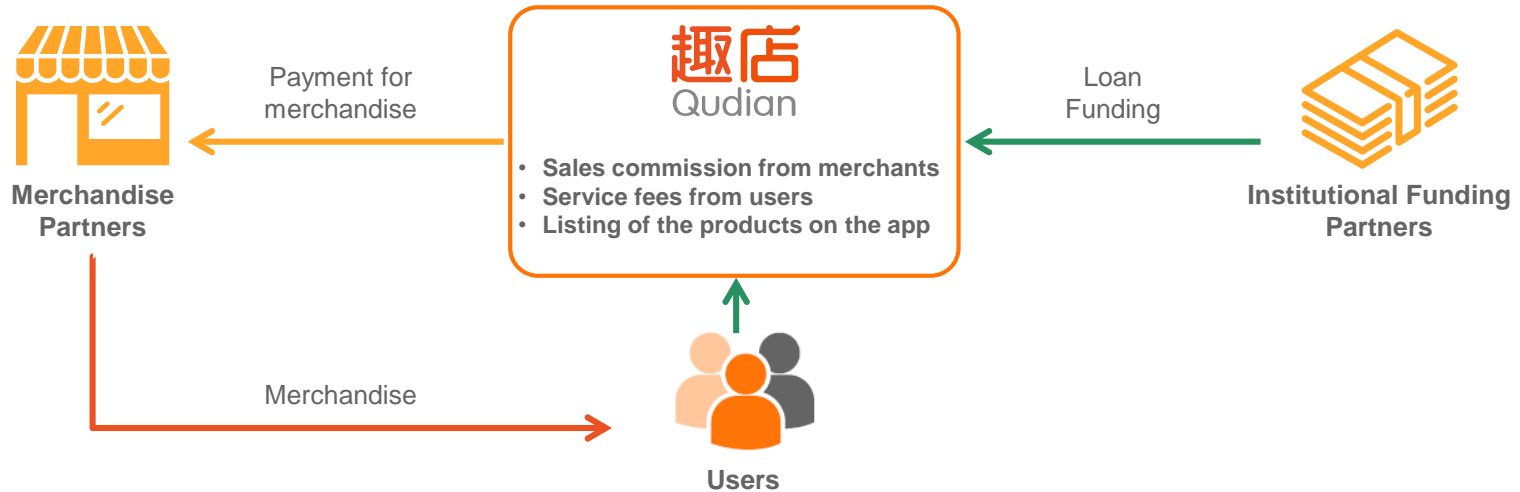 趣店
Qudian
Payment for
merchandise
Loan
Funding
• Sales commission from merchants
• Service fees from users
• Listing of the products on the app
Merchandise
Partners
Institutional Funding
Partners
Merchandise
Users